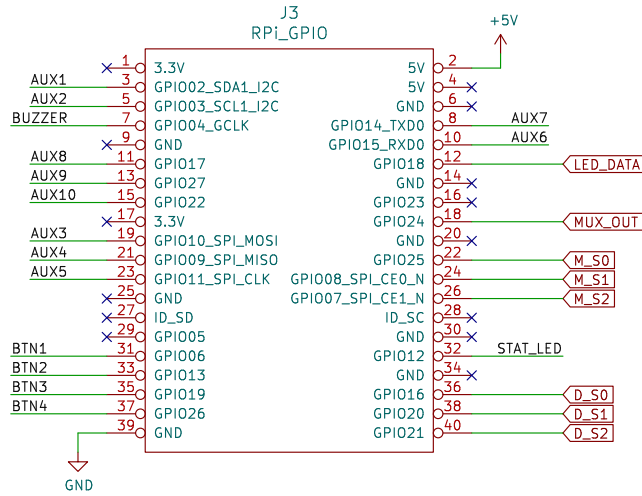 J3
RPi_GPIO
+5V
1 3.3V 5V 2
AUX1 3 GPIO02_SDA1_I2C 5V 4
AUX2 5 GPIO03_SCL1_I2C GND 6
BUZZER 7 GPIO04_GCLK GPIO14_TXD0 8 AUX7
9 GND GPIO15_RXD0 10 AUX6
AUX8 11 GPIO17 GPIO18 12 LED_DATA
AUX9 13 GPIO27 GND 14
AUX10 15 GPIO22 GPIO23 16
17 3.3V GPIO24 18 MUX_OUT
AUX3 19 GPIO10_SPI_MOSI GND 20
AUX4 21 GPIO09_SPI_MISO GPIO25 22 M_S0
AUX5 23 GPIO11_SPI_CLK GPIO08_SPI_CE0_N 24 M_S1
25 GND GPIO07_SPI_CE1_N 26 M_S2
27 ID_SD ID_SC 28
29 GPIO05 GND 30
BTN1 31 GPIO06 GPIO12 32 STAT_LED
BTN2 33 GPIO13 GND 34
BTN3 35 GPIO19 GPIO16 36 D_S0
BTN4 37 GPIO26 GPIO20 38 D_S1
39 GND GPIO21 40 D_S2
GND